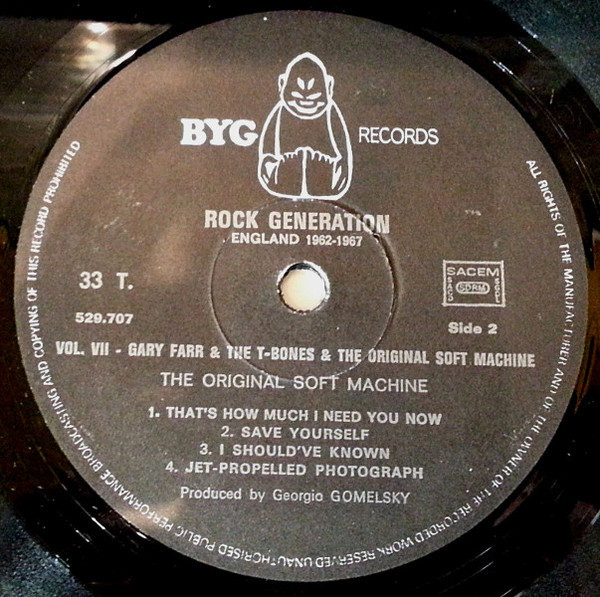 BYG RECORDS
ROCK GENERATION
ENGLAND 1962-1967
33 T.
529.707
SACEM
SACD SDRM SGDL
Side 2
VOL. VII - GARY FARR & THE T-BONES & THE ORIGINAL SOFT MACHINE
THE ORIGINAL SOFT MACHINE
1. THAT'S HOW MUCH I NEED YOU NOW
2. SAVE YOURSELF
3. I SHOULD'VE KNOWN
4. JET-PROPELLED PHOTOGRAPH
Produced by Georgio GOMELSKY
ALL RIGHTS OF THE MANUFACTURER AND OF THE OWNER OF THE RECORDED WORK RESERVED UNAUTHORISED PUBLIC PERFORMANCE BROADCASTING AND COPYING OF THIS RECORD PROHIBITED